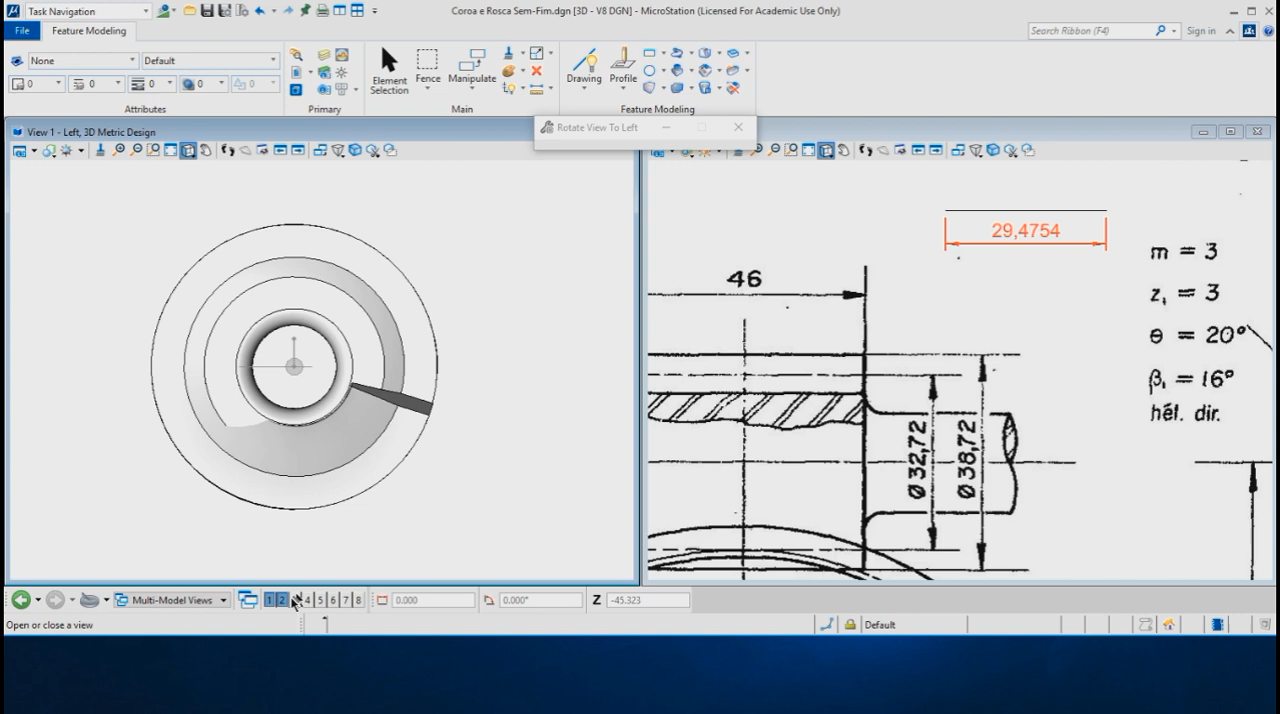 Task Navigation
Coroa e Rosca Sem-Fim.dgn [3D - V8 DGN] - MicroStation (Licensed For Academic Use Only)
File
Feature Modeling
Search Ribbon (F4)
Sign in
None
Default
0
0
0
0
0
Attributes
Primary
Element
Selection
Fence
Manipulate
Main
Drawing
Profile
Feature Modeling
View 1 - Left, 3D Metric Design
Rotate View To Left
29,4754
46
m = 3
z₁ = 3
θ = 20°
β₁ = 16°
hél. dir.
Ø 32,72
Ø 38,72
Multi-Model Views
1 2 4 5 6 7 8
0.000
0.000°
Z -45.323
Open or close a view
Default